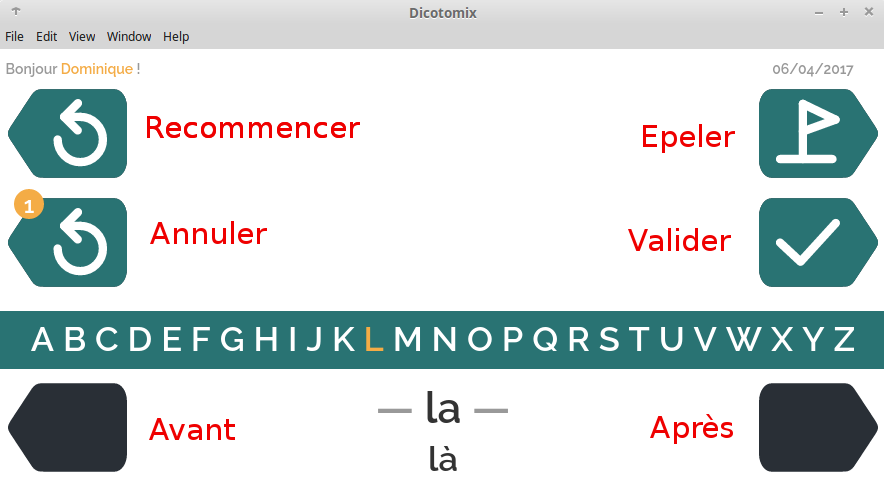 Dicotomix
File Edit View Window Help
Bonjour Dominique !
06/04/2017
Recommencer
Epeler
1
Annuler
Valider
A B C D E F G H I J K L M N O P Q R S T U V W X Y Z
Avant
— la —
Après
là